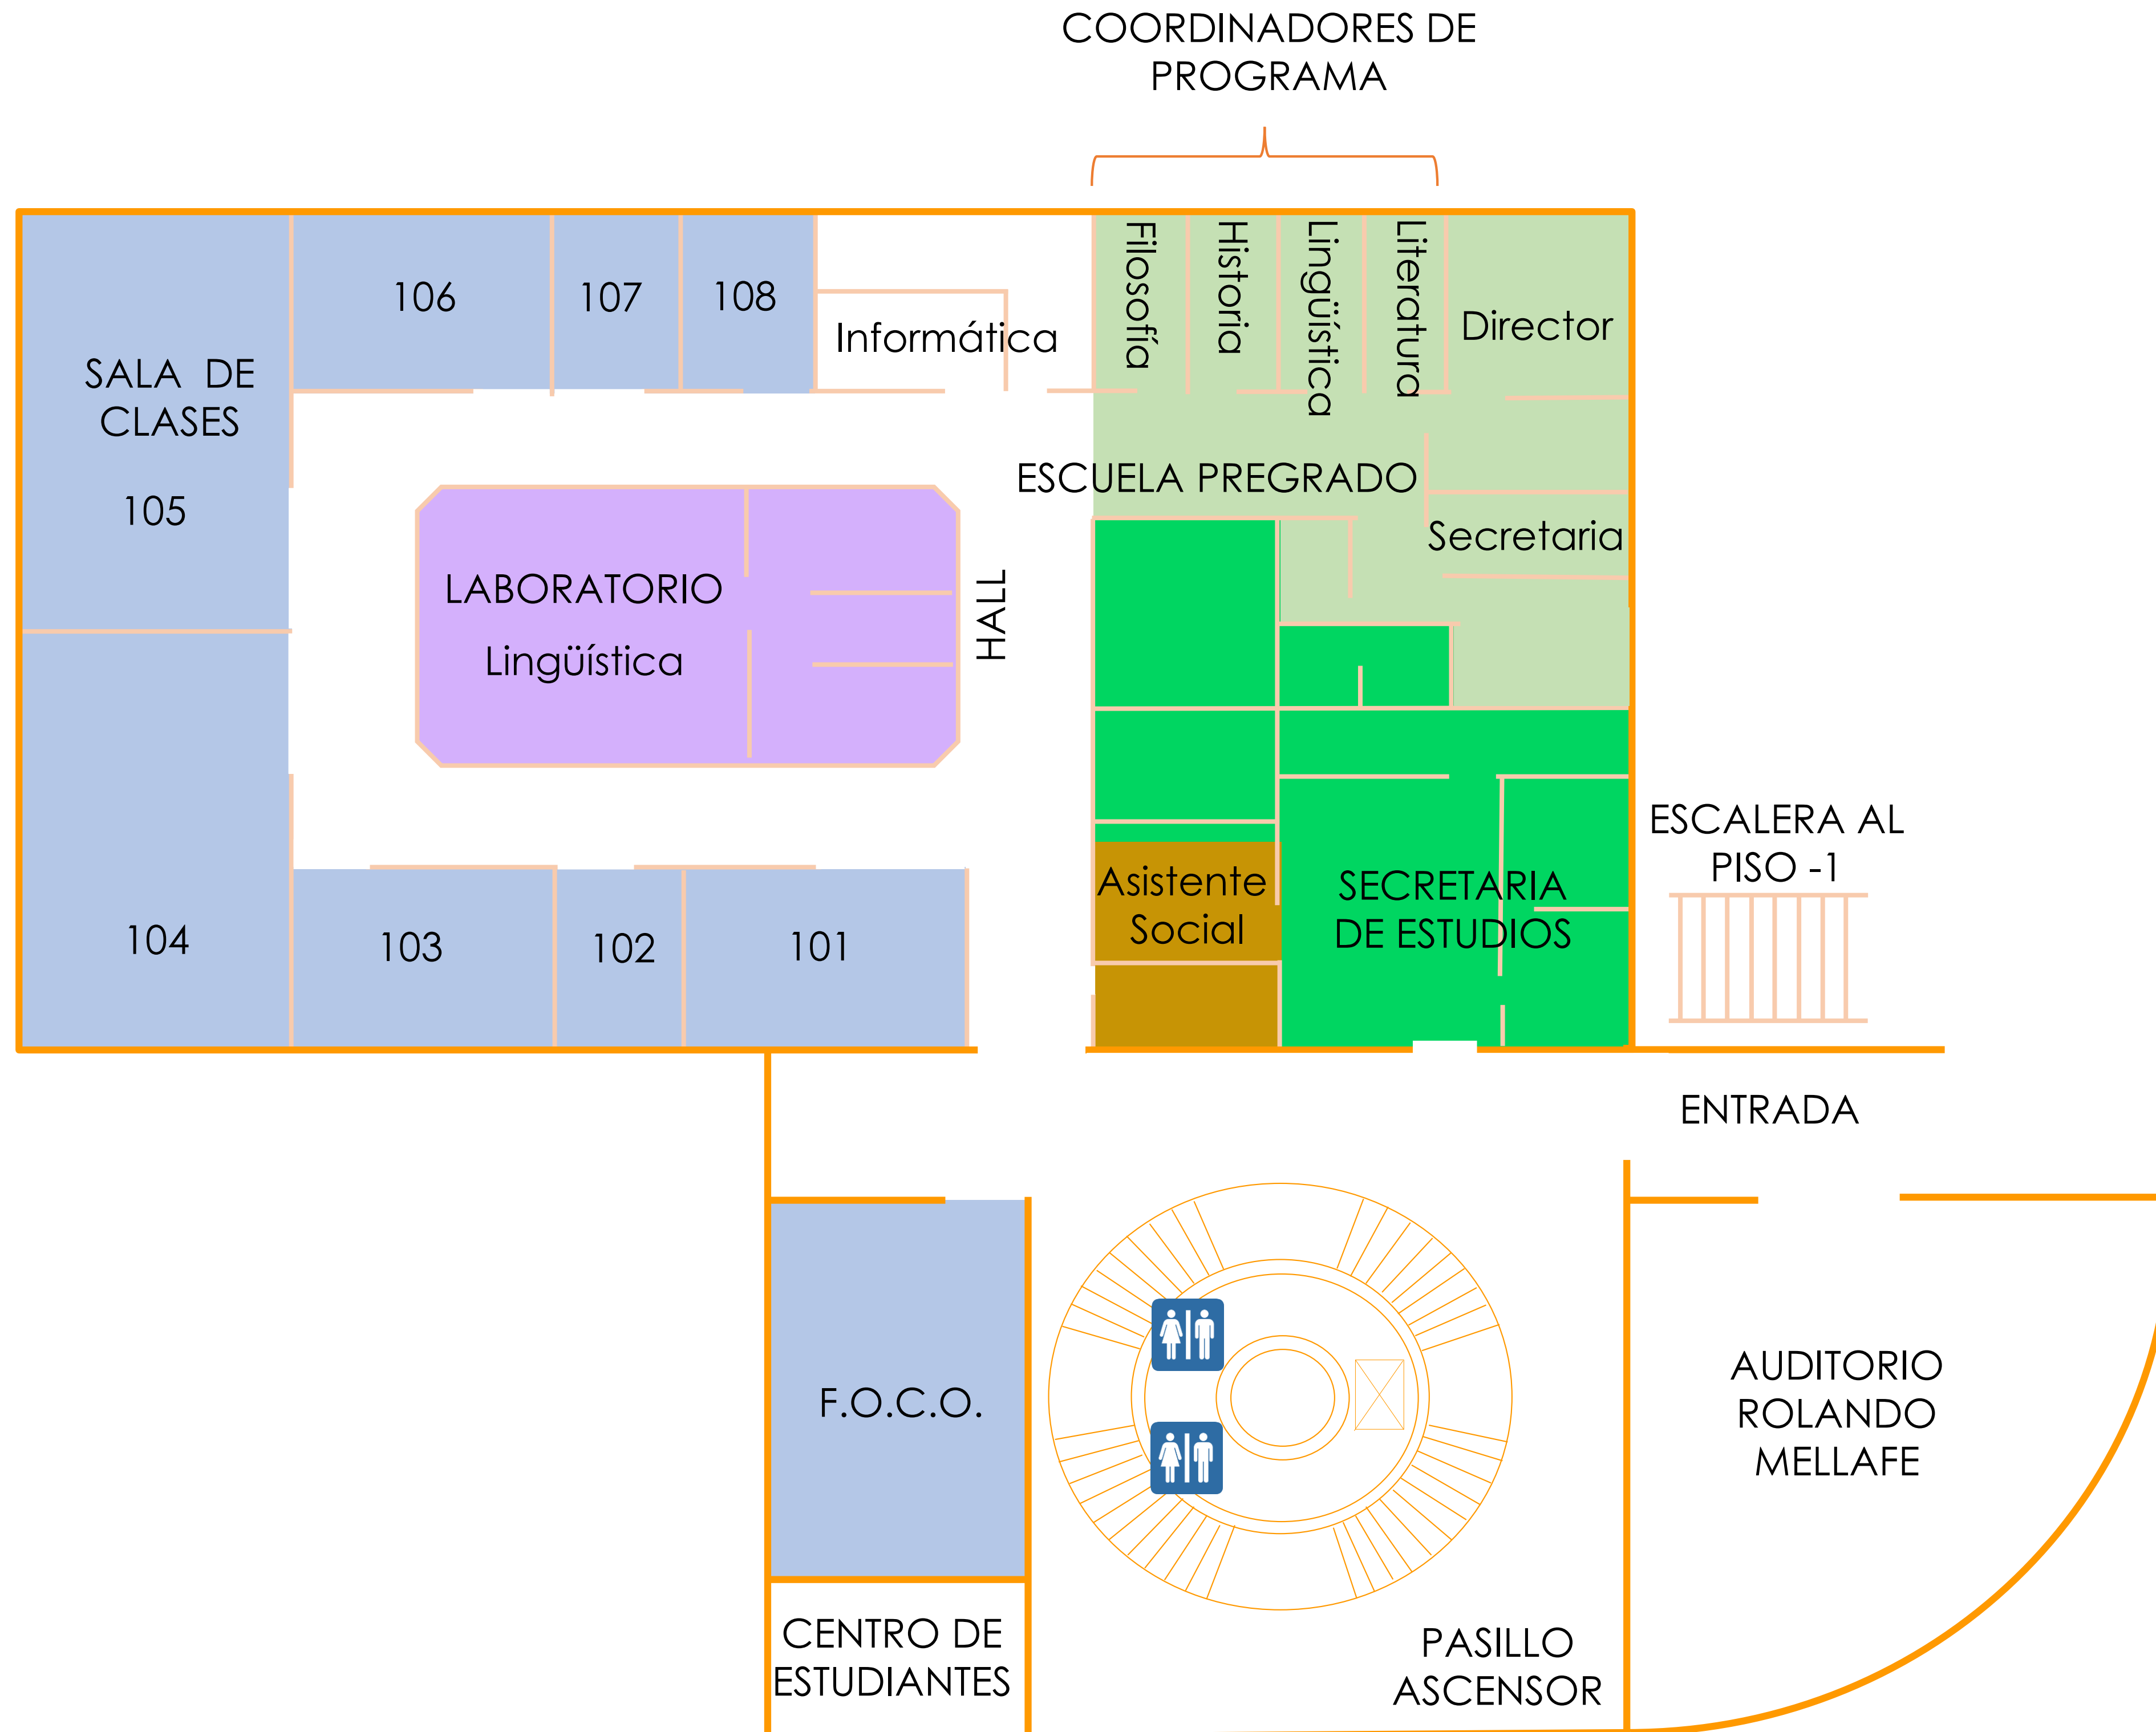 COORDINADORES DE
PROGRAMA
Filosofía
Historia
Lingüística
Literatura
Director
106
107
108
Informática
SALA DE
CLASES
105
ESCUELA PREGRADO
Secretaria
LABORATORIO
Lingüística
HALL
ESCALERA AL
PISO -1
Asistente
Social
SECRETARIA
DE ESTUDIOS
104
103
102
101
ENTRADA
F.O.C.O.
AUDITORIO
ROLANDO
MELLAFE
CENTRO DE
ESTUDIANTES
PASILLO
ASCENSOR